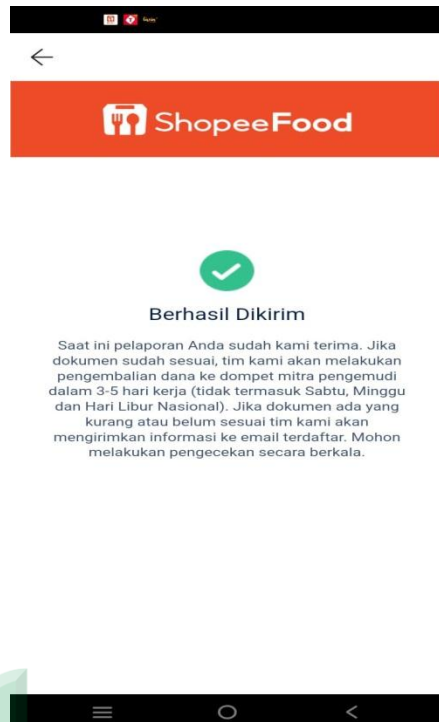 ShopeeFood
Berhasil Dikirim
Saat ini pelaporan Anda sudah kami terima. Jika
dokumen sudah sesuai, tim kami akan melakukan
pengembalian dana ke dompet mitra pengemudi
dalam 3-5 hari kerja (tidak termasuk Sabtu, Minggu
dan Hari Libur Nasional). Jika dokumen ada yang
kurang atau belum sesuai tim kami akan
mengirimkan informasi ke email terdaftar. Mohon
melakukan pengecekan secara berkala.